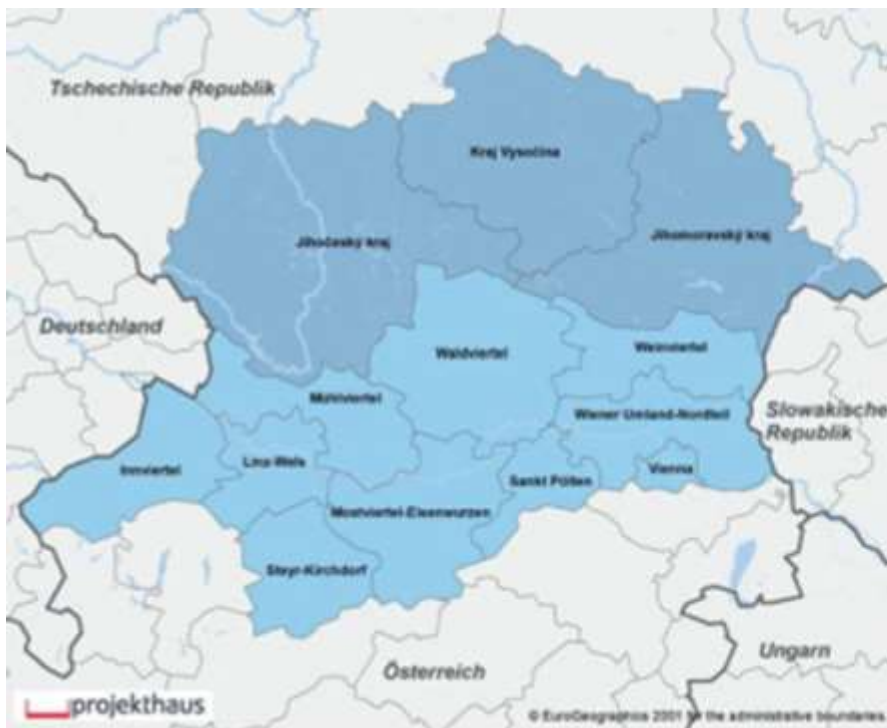 Tschechische Republik
Kraj Vysočina
Jihočeský kraj
Jihomoravský kraj
Deutschland
Waldviertel
Weinviertel
Mühlviertel
Wiener Umland-Nordteil
Slowakische
Republik
Innviertel
Linz-Wels
Sankt Pölten
Vienna
Mostviertel-Eisenwurzen
Steyr-Kirchdorf
Österreich
Ungarn
projekthaus
© EuroGeographics 2001 for the administrative boundaries